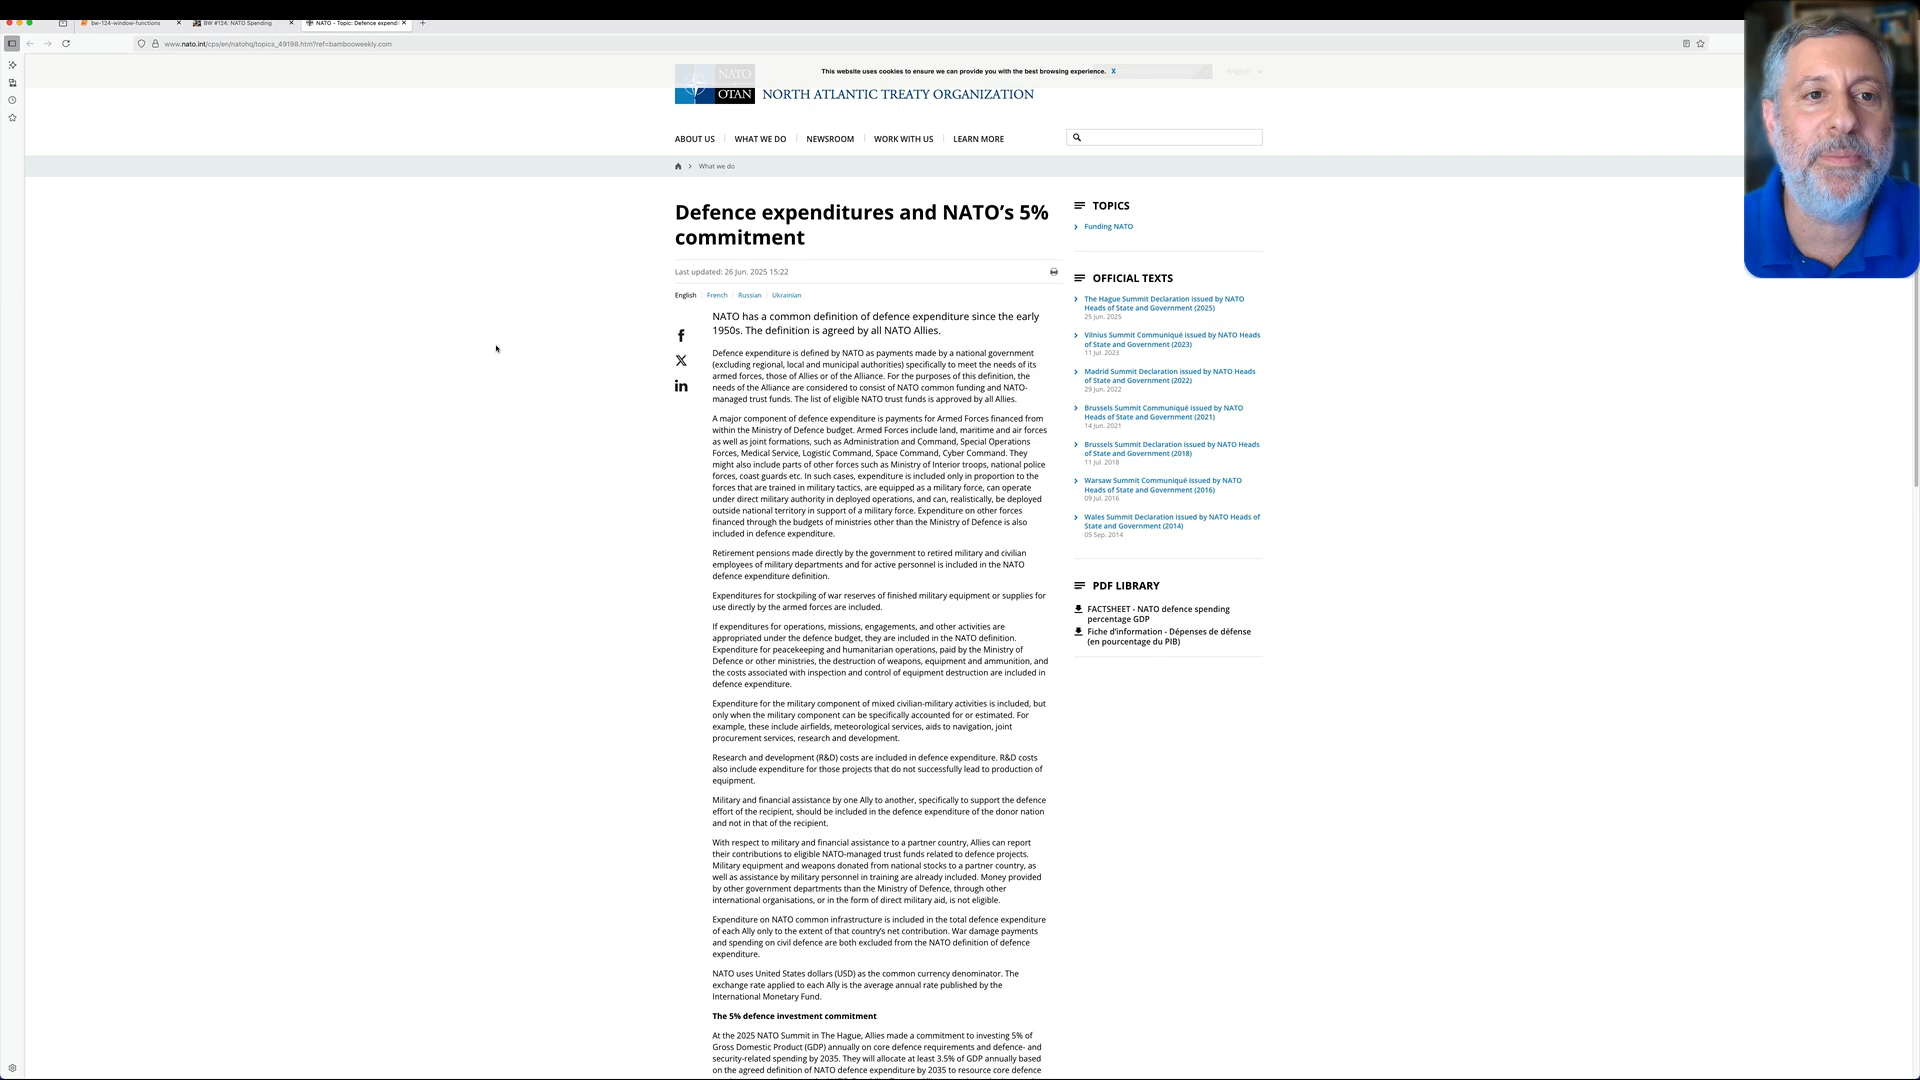 bw-124-window-functions
BW #124: NATO Spending
NATO - Topic: Defence expend
www.nato.int/cps/en/natohq/topics_49198.htm?ref=bambooweekly.com
This website uses cookies to ensure we can provide you with the best browsing experience. X
English
NATO
OTAN
NORTH ATLANTIC TREATY ORGANIZATION
ABOUT US
WHAT WE DO
NEWSROOM
WORK WITH US
LEARN MORE
What we do
Defence expenditures and NATO’s 5%
commitment
Last updated: 26 Jun. 2025 15:22
English French Russian Ukrainian
NATO has a common definition of defence expenditure since the early
1950s. The definition is agreed by all NATO Allies.
Defence expenditure is defined by NATO as payments made by a national government
(excluding regional, local and municipal authorities) specifically to meet the needs of its
armed forces, those of Allies or of the Alliance. For the purposes of this definition, the
needs of the Alliance are considered to consist of NATO common funding and NATO-
managed trust funds. The list of eligible NATO trust funds is approved by all Allies.
A major component of defence expenditure is payments for Armed Forces financed from
within the Ministry of Defence budget. Armed Forces include land, maritime and air forces
as well as joint formations, such as Administration and Command, Special Operations
Forces, Medical Service, Logistic Command, Space Command, Cyber Command. They
might also include parts of other forces such as Ministry of Interior troops, national police
forces, coast guards etc. In such cases, expenditure is included only in proportion to the
forces that are trained in military tactics, are equipped as a military force, can operate
under direct military authority in deployed operations, and can, realistically, be deployed
outside national territory in support of a military force. Expenditure on other forces
financed through the budgets of ministries other than the Ministry of Defence is also
included in defence expenditure.
Retirement pensions made directly by the government to retired military and civilian
employees of military departments and for active personnel is included in the NATO
defence expenditure definition.
Expenditures for stockpiling of war reserves of finished military equipment or supplies for
use directly by the armed forces are included.
If expenditures for operations, missions, engagements, and other activities are
appropriated under the defence budget, they are included in the NATO definition.
Expenditure for peacekeeping and humanitarian operations, paid by the Ministry of
Defence or other ministries, the destruction of weapons, equipment and ammunition, and
the costs associated with inspection and control of equipment destruction are included in
defence expenditure.
Expenditure for the military component of mixed civilian-military activities is included, but
only when the military component can be specifically accounted for or estimated. For
example, these include airfields, meteorological services, aids to navigation, joint
procurement services, research and development.
Research and development (R&D) costs are included in defence expenditure. R&D costs
also include expenditure for those projects that do not successfully lead to production of
equipment.
Military and financial assistance by one Ally to another, specifically to support the defence
effort of the recipient, should be included in the defence expenditure of the donor nation
and not in that of the recipient.
With respect to military and financial assistance to a partner country, Allies can report
their contributions to eligible NATO-managed trust funds related to defence projects.
Military equipment and weapons donated from national stocks to a partner country, as
well as assistance by military personnel in training are already included. Money provided
by other government departments than the Ministry of Defence, through other
international organisations, or in the form of direct military aid, is not eligible.
Expenditure on NATO common infrastructure is included in the total defence expenditure
of each Ally only to the extent of that country’s net contribution. War damage payments
and spending on civil defence are both excluded from the NATO definition of defence
expenditure.
NATO uses United States dollars (USD) as the common currency denominator. The
exchange rate applied to each Ally is the average annual rate published by the
International Monetary Fund.
The 5% defence investment commitment
At the 2025 NATO Summit in The Hague, Allies made a commitment to investing 5% of
Gross Domestic Product (GDP) annually on core defence requirements and defence- and
security-related spending by 2035. They will allocate at least 3.5% of GDP annually based
on the agreed definition of NATO defence expenditure by 2035 to resource core defence
TOPICS
Funding NATO
OFFICIAL TEXTS
The Hague Summit Declaration issued by NATO
Heads of State and Government (2025)
25 Jun. 2025
Vilnius Summit Communiqué issued by NATO Heads
of State and Government (2023)
11 Jul. 2023
Madrid Summit Declaration issued by NATO Heads
of State and Government (2022)
29 Jun. 2022
Brussels Summit Communiqué issued by NATO
Heads of State and Government (2021)
14 Jun. 2021
Brussels Summit Declaration issued by NATO Heads
of State and Government (2018)
11 Jul. 2018
Warsaw Summit Communiqué issued by NATO
Heads of State and Government (2016)
09 Jul. 2016
Wales Summit Declaration issued by NATO Heads of
State and Government (2014)
05 Sep. 2014
PDF LIBRARY
FACTSHEET - NATO defence spending
percentage GDP
Fiche d’information - Dépenses de défense
(en pourcentage du PIB)